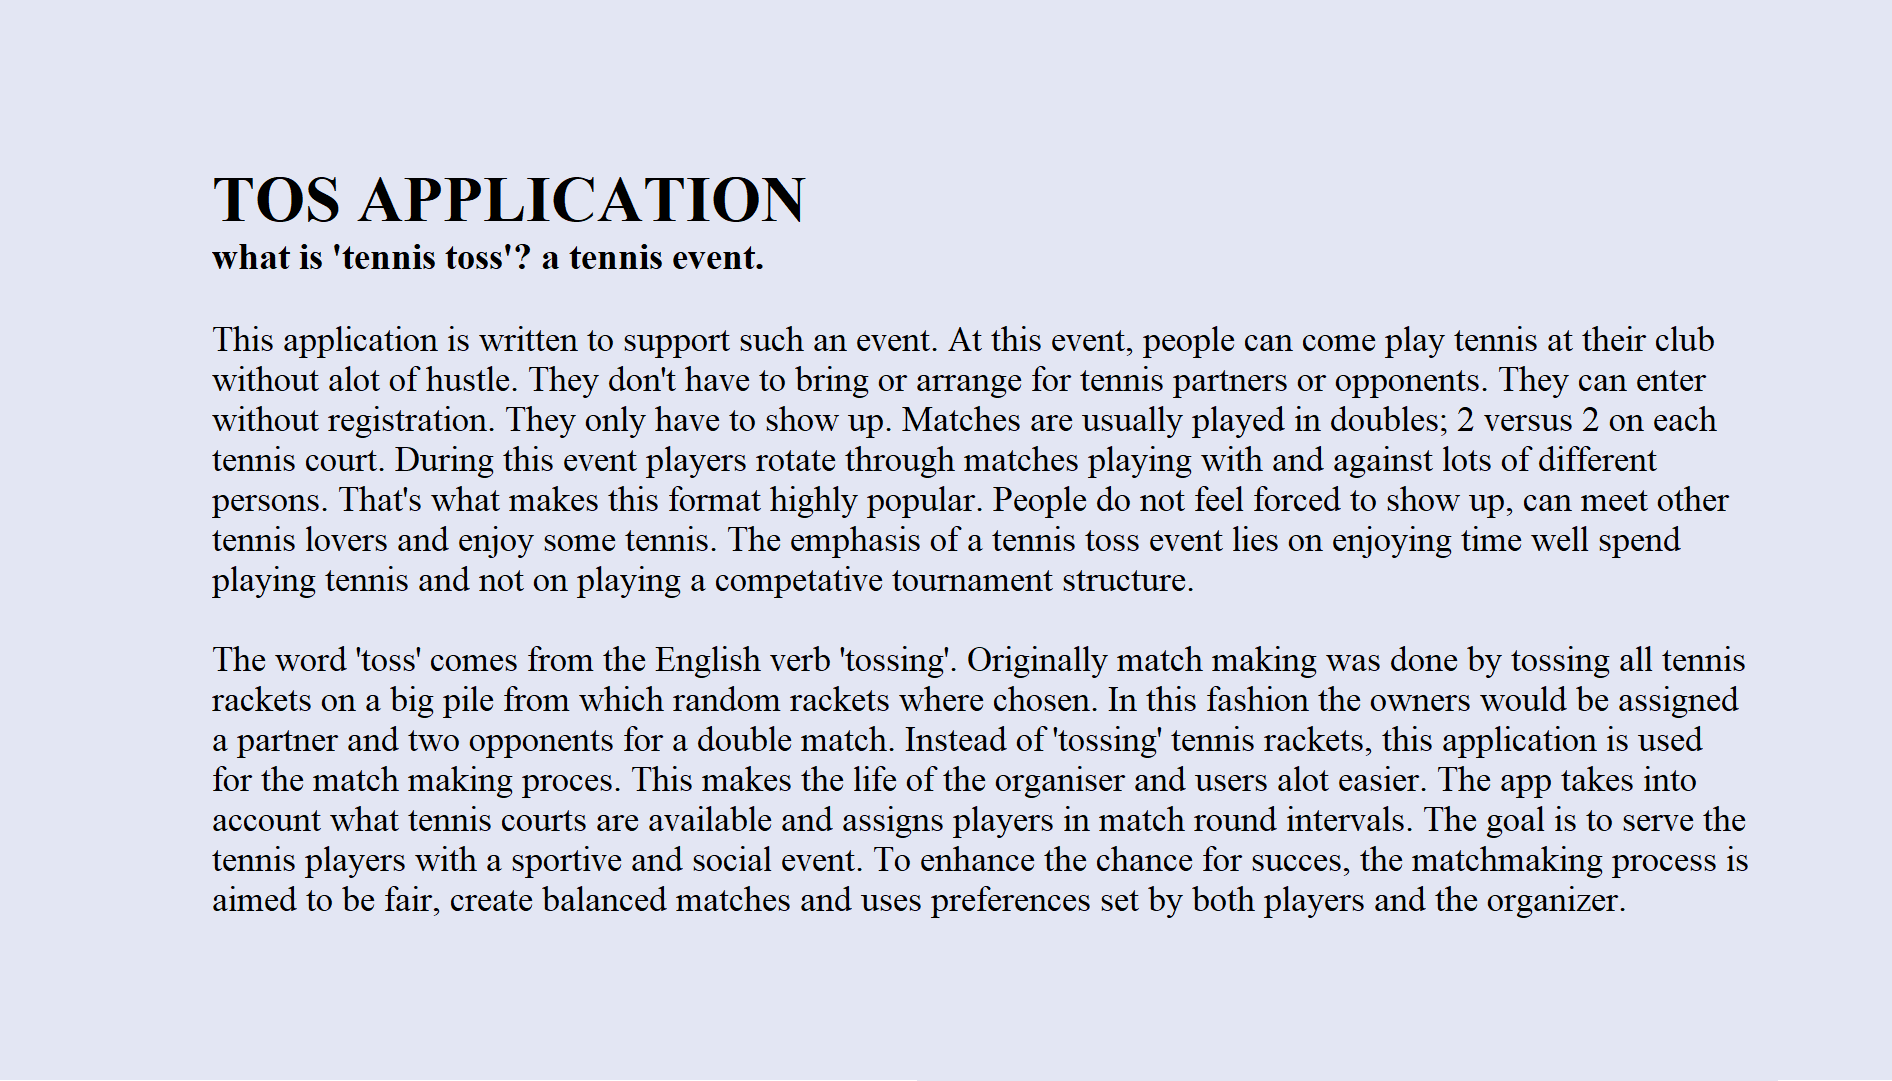 TOS APPLICATION
what is 'tennis toss'? a tennis event.
This application is written to support such an event. At this event, people can come play tennis at their club
without alot of hustle. They don't have to bring or arrange for tennis partners or opponents. They can enter
without registration. They only have to show up. Matches are usually played in doubles; 2 versus 2 on each
tennis court. During this event players rotate through matches playing with and against lots of different
persons. That's what makes this format highly popular. People do not feel forced to show up, can meet other
tennis lovers and enjoy some tennis. The emphasis of a tennis toss event lies on enjoying time well spend
playing tennis and not on playing a competative tournament structure.
The word 'toss' comes from the English verb 'tossing'. Originally match making was done by tossing all tennis
rackets on a big pile from which random rackets where chosen. In this fashion the owners would be assigned
a partner and two opponents for a double match. Instead of 'tossing' tennis rackets, this application is used
for the match making proces. This makes the life of the organiser and users alot easier. The app takes into
account what tennis courts are available and assigns players in match round intervals. The goal is to serve the
tennis players with a sportive and social event. To enhance the chance for succes, the matchmaking process is
aimed to be fair, create balanced matches and uses preferences set by both players and the organizer.